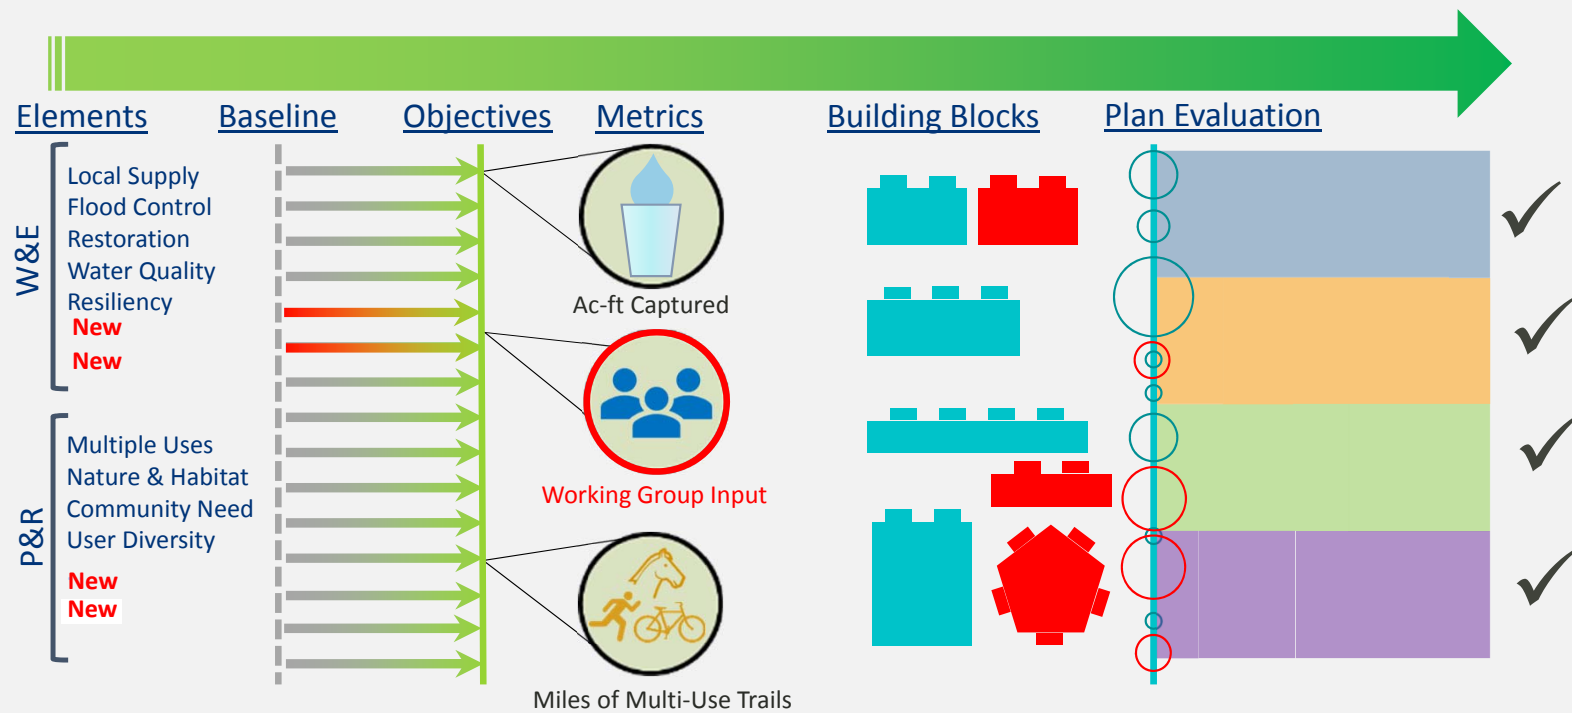 Elements
Baseline
Objectives
Metrics
Building Blocks
Plan Evaluation
W&E
Local Supply
Flood Control
Restoration
Water Quality
Resiliency
New
New
P&R
Multiple Uses
Nature & Habitat
Community Need
User Diversity
New
New
Ac-ft Captured
Working Group Input
Miles of Multi-Use Trails